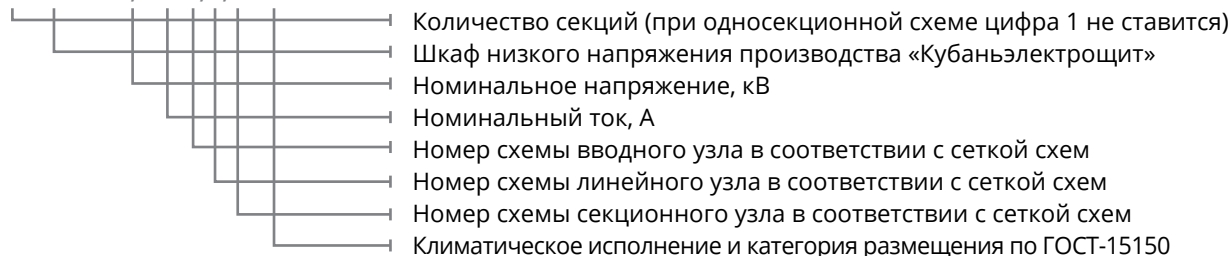 Количество секций (при односекционной схеме цифра 1 не ставится)
Шкаф низкого напряжения производства «Кубаньэлектрощит»
Номинальное напряжение, кВ
Номинальный ток, А
Номер схемы вводного узла в соответствии с сеткой схем
Номер схемы линейного узла в соответствии с сеткой схем
Номер схемы секционного узла в соответствии с сеткой схем
Климатическое исполнение и категория размещения по ГОСТ-15150